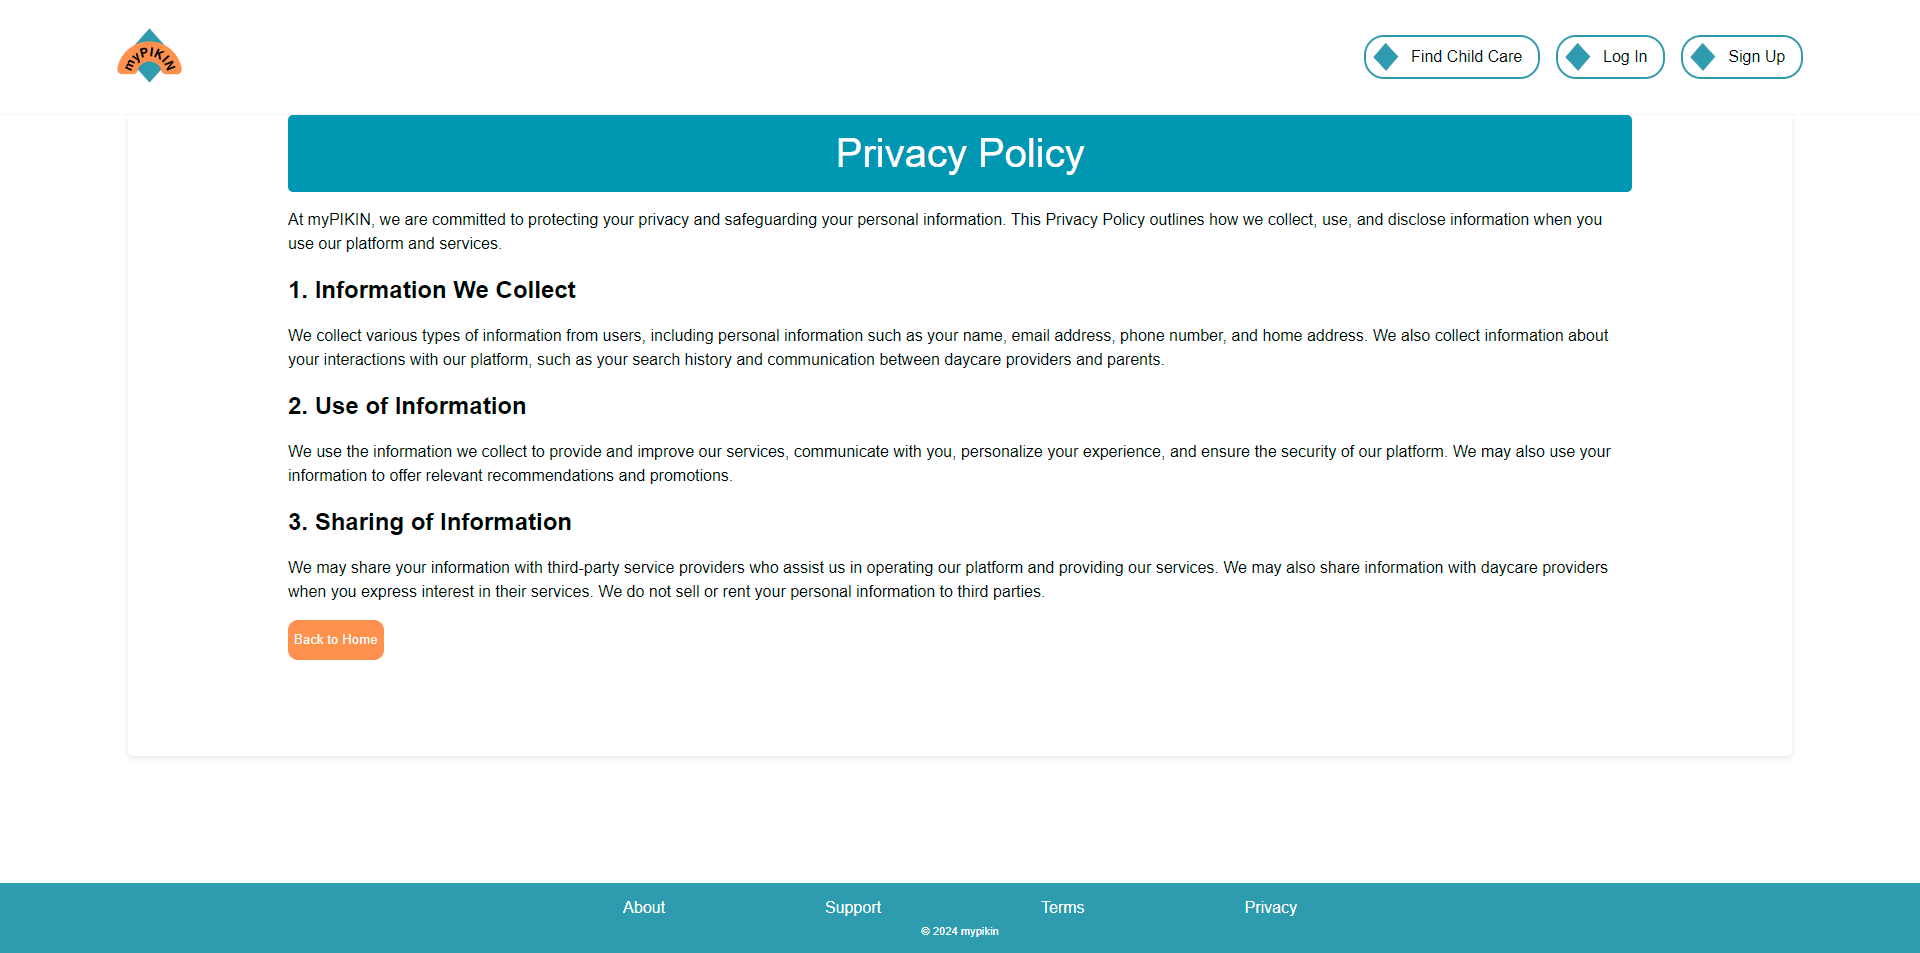 myPIKIN
Find Child Care
Log In
Sign Up
Privacy Policy
At myPIKIN, we are committed to protecting your privacy and safeguarding your personal information. This Privacy Policy outlines how we collect, use, and disclose information when you
use our platform and services.
1. Information We Collect
We collect various types of information from users, including personal information such as your name, email address, phone number, and home address. We also collect information about
your interactions with our platform, such as your search history and communication between daycare providers and parents.
2. Use of Information
We use the information we collect to provide and improve our services, communicate with you, personalize your experience, and ensure the security of our platform. We may also use your
information to offer relevant recommendations and promotions.
3. Sharing of Information
We may share your information with third-party service providers who assist us in operating our platform and providing our services. We may also share information with daycare providers
when you express interest in their services. We do not sell or rent your personal information to third parties.
Back to Home
About
Support
Terms
Privacy
© 2024 mypikin